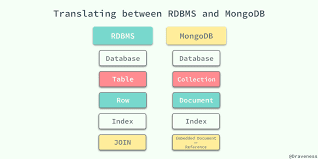 Translating between RDBMS and MongoDB
RDBMS MongoDB
Database Database
Table Collection
Row Document
Index Index
JOIN Embedded Document
Reference
@Draveness